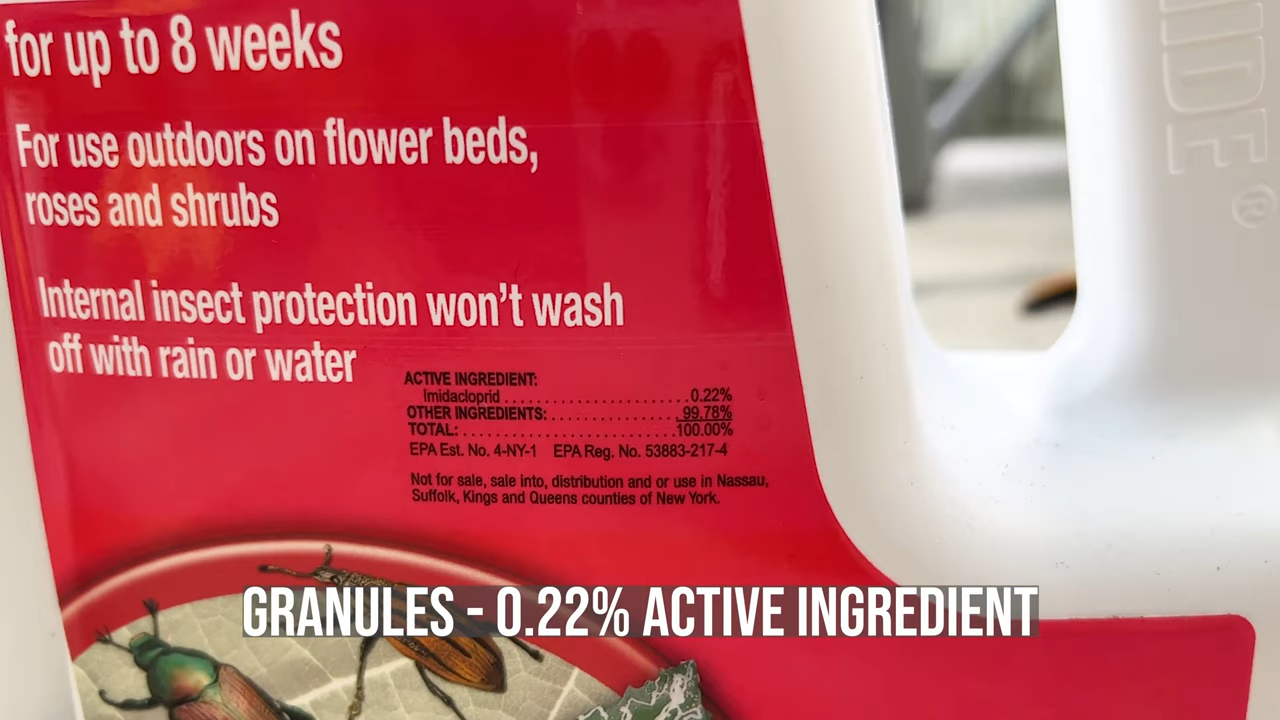 for up to 8 weeks
For use outdoors on flower beds,
roses and shrubs
Internal insect protection won't wash
off with rain or water
ACTIVE INGREDIENT:
Imidacloprid ........................ 0.22%
OTHER INGREDIENTS: ................ 99.78%
TOTAL: ............................. 100.00%
EPA Est. No. 4-NY-1 EPA Reg. No. 53883-217-4
Not for sale, sale into, distribution and or use in Nassau,
Suffolk, Kings and Queens counties of New York.
GRANULES - 0.22% ACTIVE INGREDIENT
IDE®